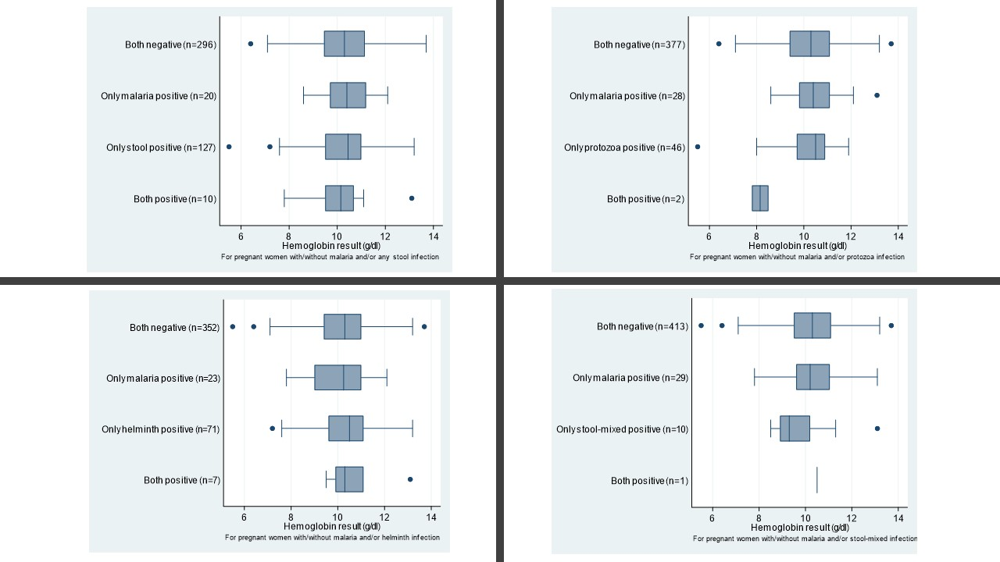 Both negative (n=296)
Only malaria positive (n=20)
Only stool positive (n=127)
Both positive (n=10)
6 8 10 12 14
Hemoglobin result (g/dl)
For pregnant women with/without malaria and/or any stool infection
Both negative (n=377)
Only malaria positive (n=28)
Only protozoa positive (n=46)
Both positive (n=2)
6 8 10 12 14
Hemoglobin result (g/dl)
For pregnant women with/without malaria and/or protozoa infection
Both negative (n=352)
Only malaria positive (n=23)
Only helminth positive (n=71)
Both positive (n=7)
6 8 10 12 14
Hemoglobin result (g/dl)
For pregnant women with/without malaria and/or helminth infection
Both negative (n=413)
Only malaria positive (n=29)
Only stool-mixed positive (n=10)
Both positive (n=1)
6 8 10 12 14
Hemoglobin result (g/dl)
For pregnant women with/without malaria and/or stool-mixed infection